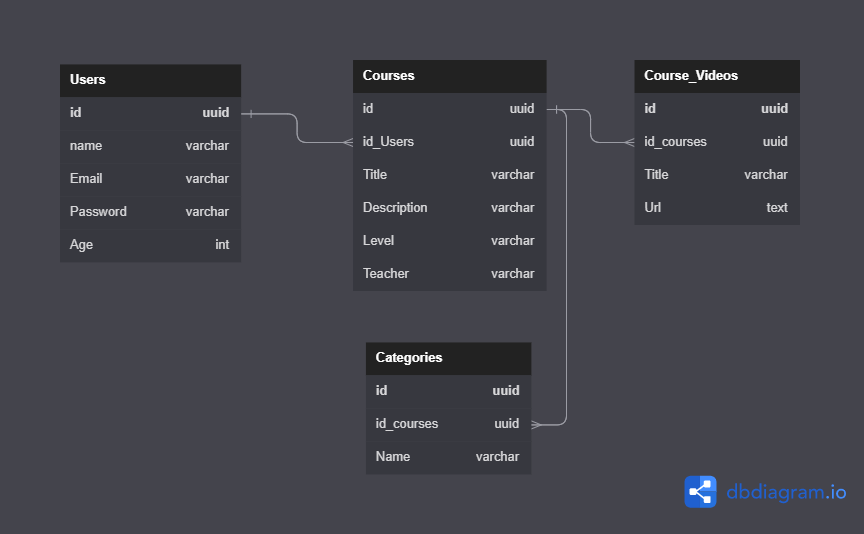 Users
id uuid
name varchar
Email varchar
Password varchar
Age int
Courses
id uuid
id_Users uuid
Title varchar
Description varchar
Level varchar
Teacher varchar
Course_Videos
id uuid
id_courses uuid
Title varchar
Url text
Categories
id uuid
id_courses uuid
Name varchar
dbdiagram.io